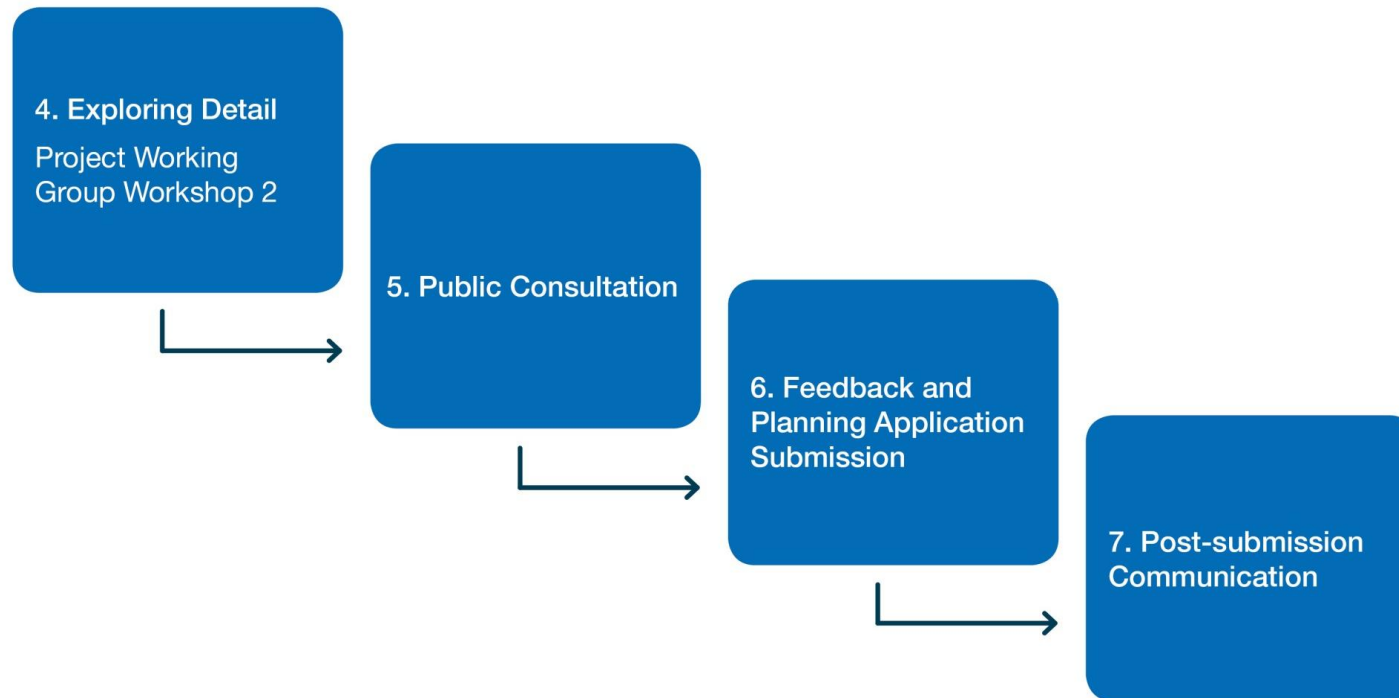 4. Exploring Detail
Project Working
Group Workshop 2
5. Public Consultation
6. Feedback and
Planning Application
Submission
7. Post-submission
Communication